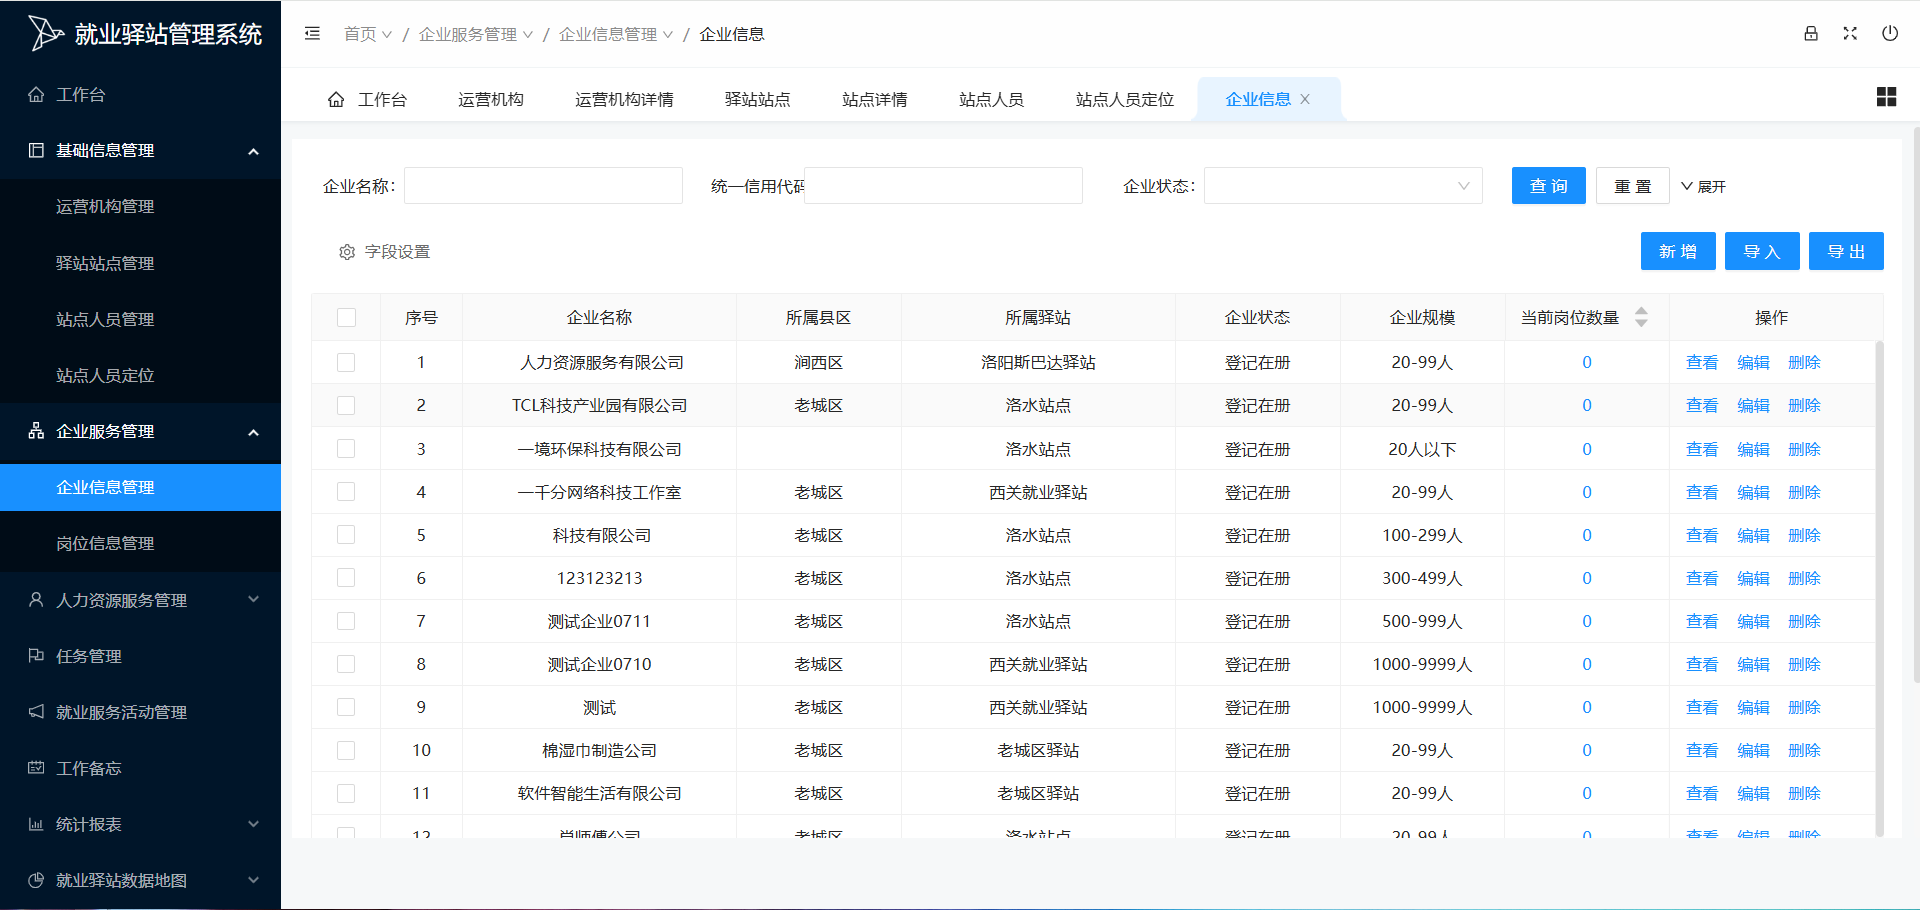 就业驿站管理系统
首页 / 企业服务管理 / 企业信息管理 / 企业信息
工作台
基础信息管理
运营机构管理
驿站站点管理
站点人员管理
站点人员定位
企业服务管理
企业信息管理
岗位信息管理
人力资源服务管理
任务管理
就业服务活动管理
工作备忘
统计报表
就业驿站数据地图
工作台 运营机构 运营机构详情 驿站站点 站点详情 站点人员 站点人员定位 企业信息
企业名称: 统一信用代码 企业状态: 查 询 重 置 展开
字段设置 新 增 导 入 导 出
序号 企业名称 所属县区 所属驿站 企业状态 企业规模 当前岗位数量 操作
1 人力资源服务有限公司 涧西区 洛阳斯巴达驿站 登记在册 20-99人 0 查看 编辑 删除
2 TCL科技产业园有限公司 老城区 洛水站点 登记在册 20-99人 0 查看 编辑 删除
3 一境环保科技有限公司 洛水站点 登记在册 20人以下 0 查看 编辑 删除
4 一千分网络科技工作室 老城区 西关就业驿站 登记在册 20-99人 0 查看 编辑 删除
5 科技有限公司 老城区 洛水站点 登记在册 100-299人 0 查看 编辑 删除
6 123123213 老城区 洛水站点 登记在册 300-499人 0 查看 编辑 删除
7 测试企业0711 老城区 洛水站点 登记在册 500-999人 0 查看 编辑 删除
8 测试企业0710 老城区 西关就业驿站 登记在册 1000-9999人 0 查看 编辑 删除
9 测试 老城区 西关就业驿站 登记在册 1000-9999人 0 查看 编辑 删除
10 棉湿巾制造公司 老城区 老城区驿站 登记在册 20-99人 0 查看 编辑 删除
11 软件智能生活有限公司 老城区 老城区驿站 登记在册 20-99人 0 查看 编辑 删除
12 老城区 洛水站点 登记在册 20-99人 0 查看 编辑 删除